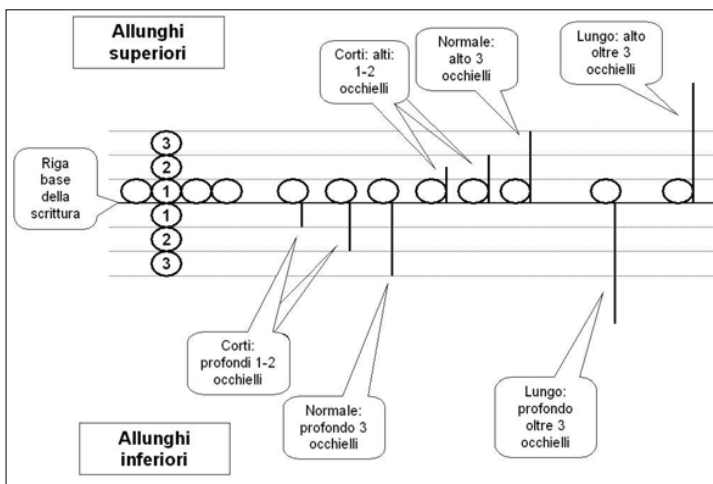 Allunghi
superiori
Corti: alti:
1-2
occhielli
Normale:
alto 3
occhielli
Lungo: alto
oltre 3
occhielli
Riga
base
della
scrittura
3
2
1
1
2
3
Corti:
profondi 1-2
occhielli
Normale:
profondo 3
occhielli
Lungo:
profondo
oltre 3
occhielli
Allunghi
inferiori